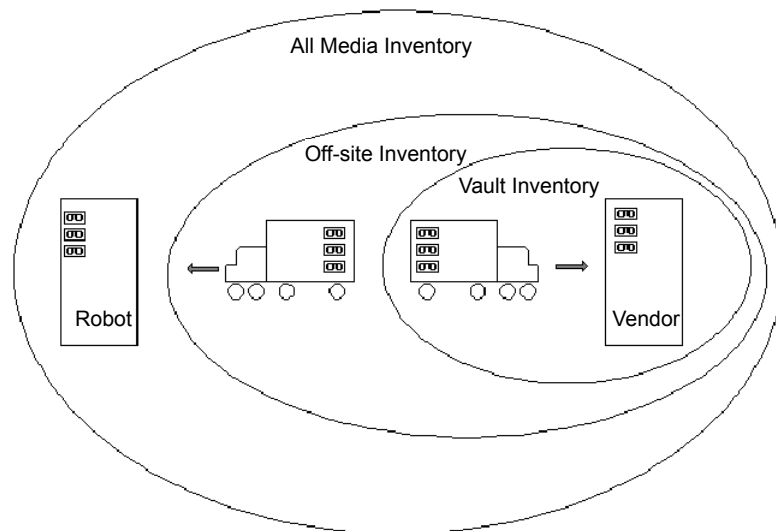 All Media Inventory
Off-site Inventory
Vault Inventory
Robot
Vendor